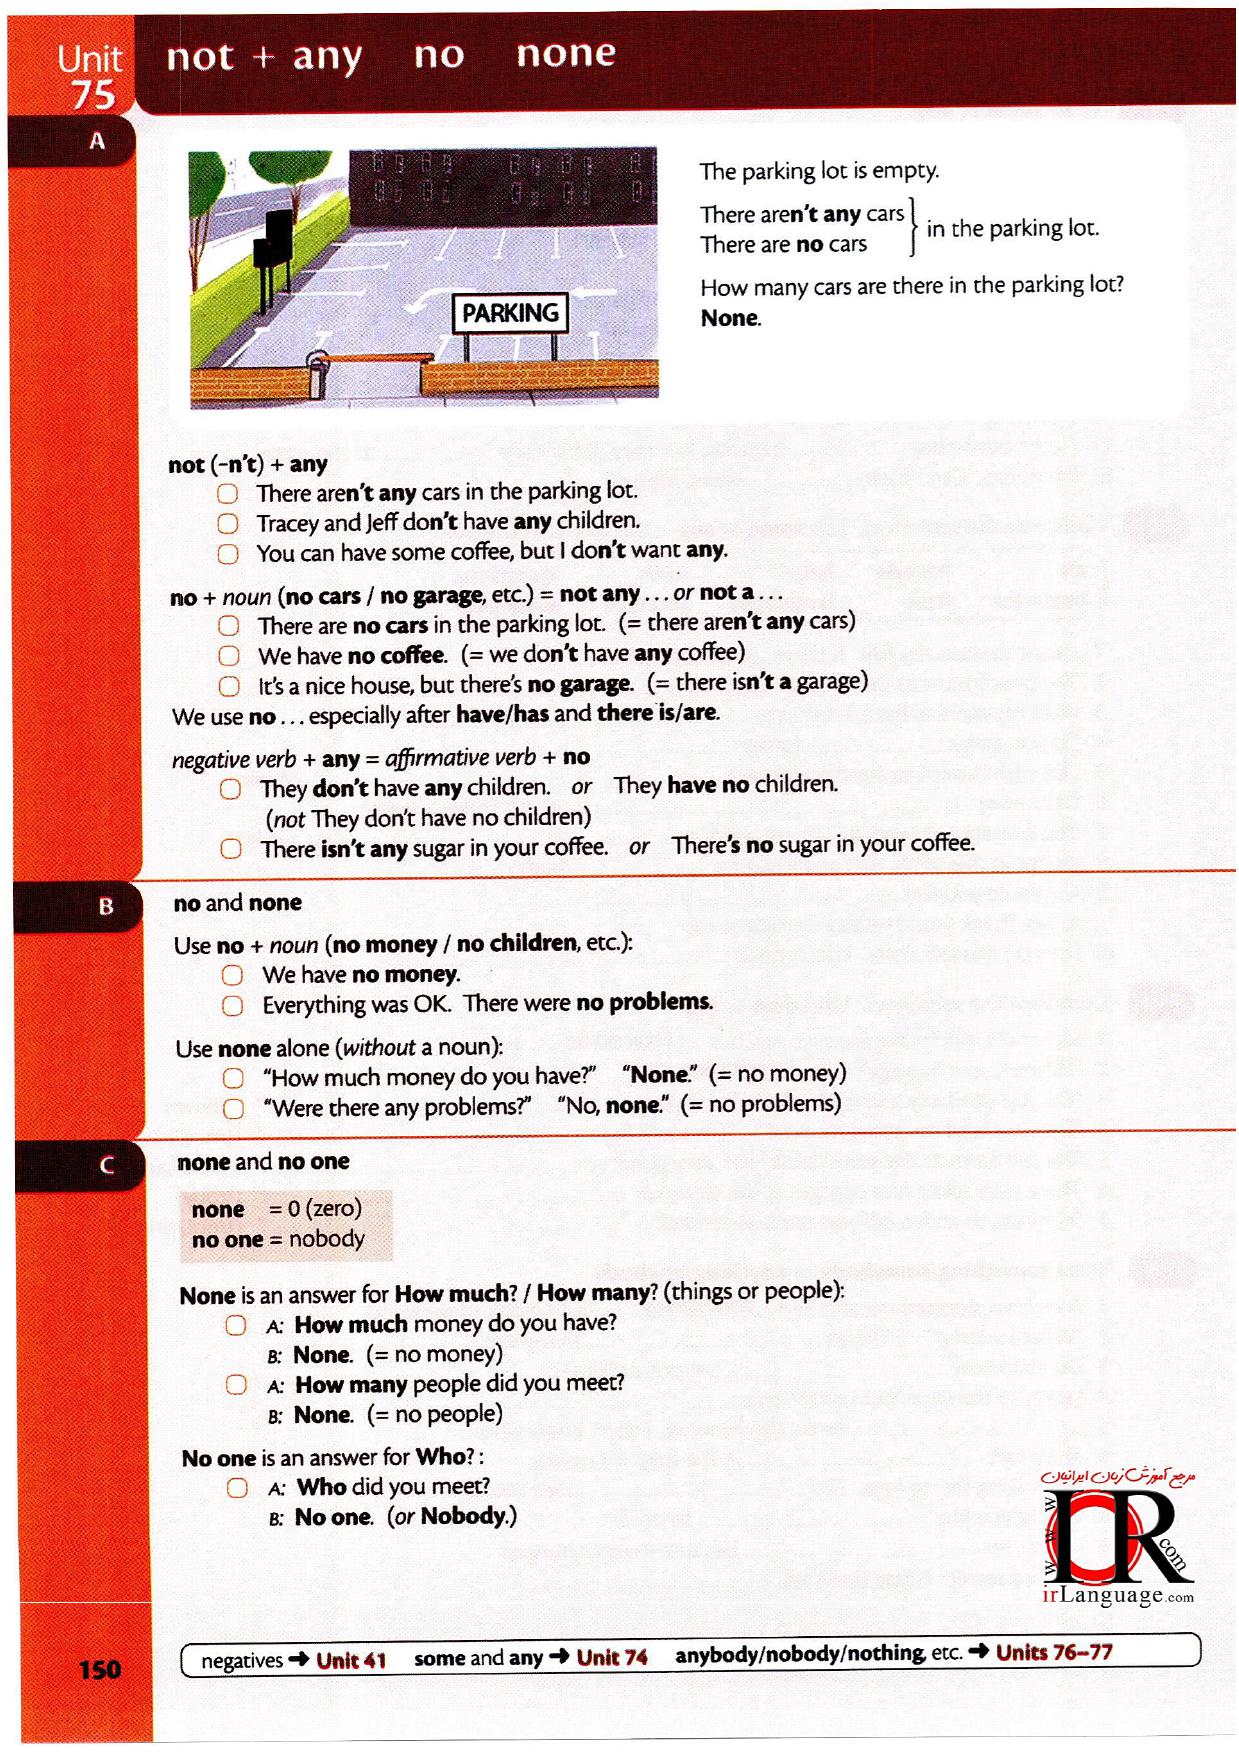 Unit
75
not + any no none
A
PARKING
The parking lot is empty.
There aren't any cars
There are no cars
in the parking lot.
How many cars are there in the parking lot?
None.
not (-n't) + any
There aren't any cars in the parking lot.
Tracey and Jeff don't have any children.
You can have some coffee, but I don't want any.
no + noun (no cars / no garage, etc.) = not any ... or not a ...
There are no cars in the parking lot. (= there aren't any cars)
We have no coffee. (= we don't have any coffee)
It's a nice house, but there's no garage. (= there isn't a garage)
We use no ... especially after have/has and there is/are.
negative verb + any = affirmative verb + no
They don't have any children. or They have no children.
(not They don't have no children)
There isn't any sugar in your coffee. or There's no sugar in your coffee.
B
no and none
Use no + noun (no money / no children, etc.):
We have no money.
Everything was OK. There were no problems.
Use none alone (without a noun):
"How much money do you have?" "None." (= no money)
"Were there any problems?" "No, none." (= no problems)
C
none and no one
none = 0 (zero)
no one = nobody
None is an answer for How much? / How many? (things or people):
A: How much money do you have?
B: None. (= no money)
A: How many people did you meet?
B: None. (= no people)
No one is an answer for Who? :
A: Who did you meet?
B: No one. (or Nobody.)
مرجع آموزش زبان ایرانیان
www.IR.com
irLanguage.com
150
negatives → Unit 41 some and any → Unit 74 anybody/nobody/nothing, etc. → Units 76–77